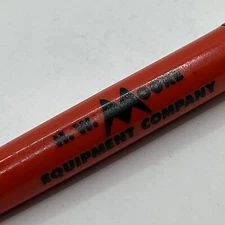 H. W. MOORE
EQUIPMENT COMPANY